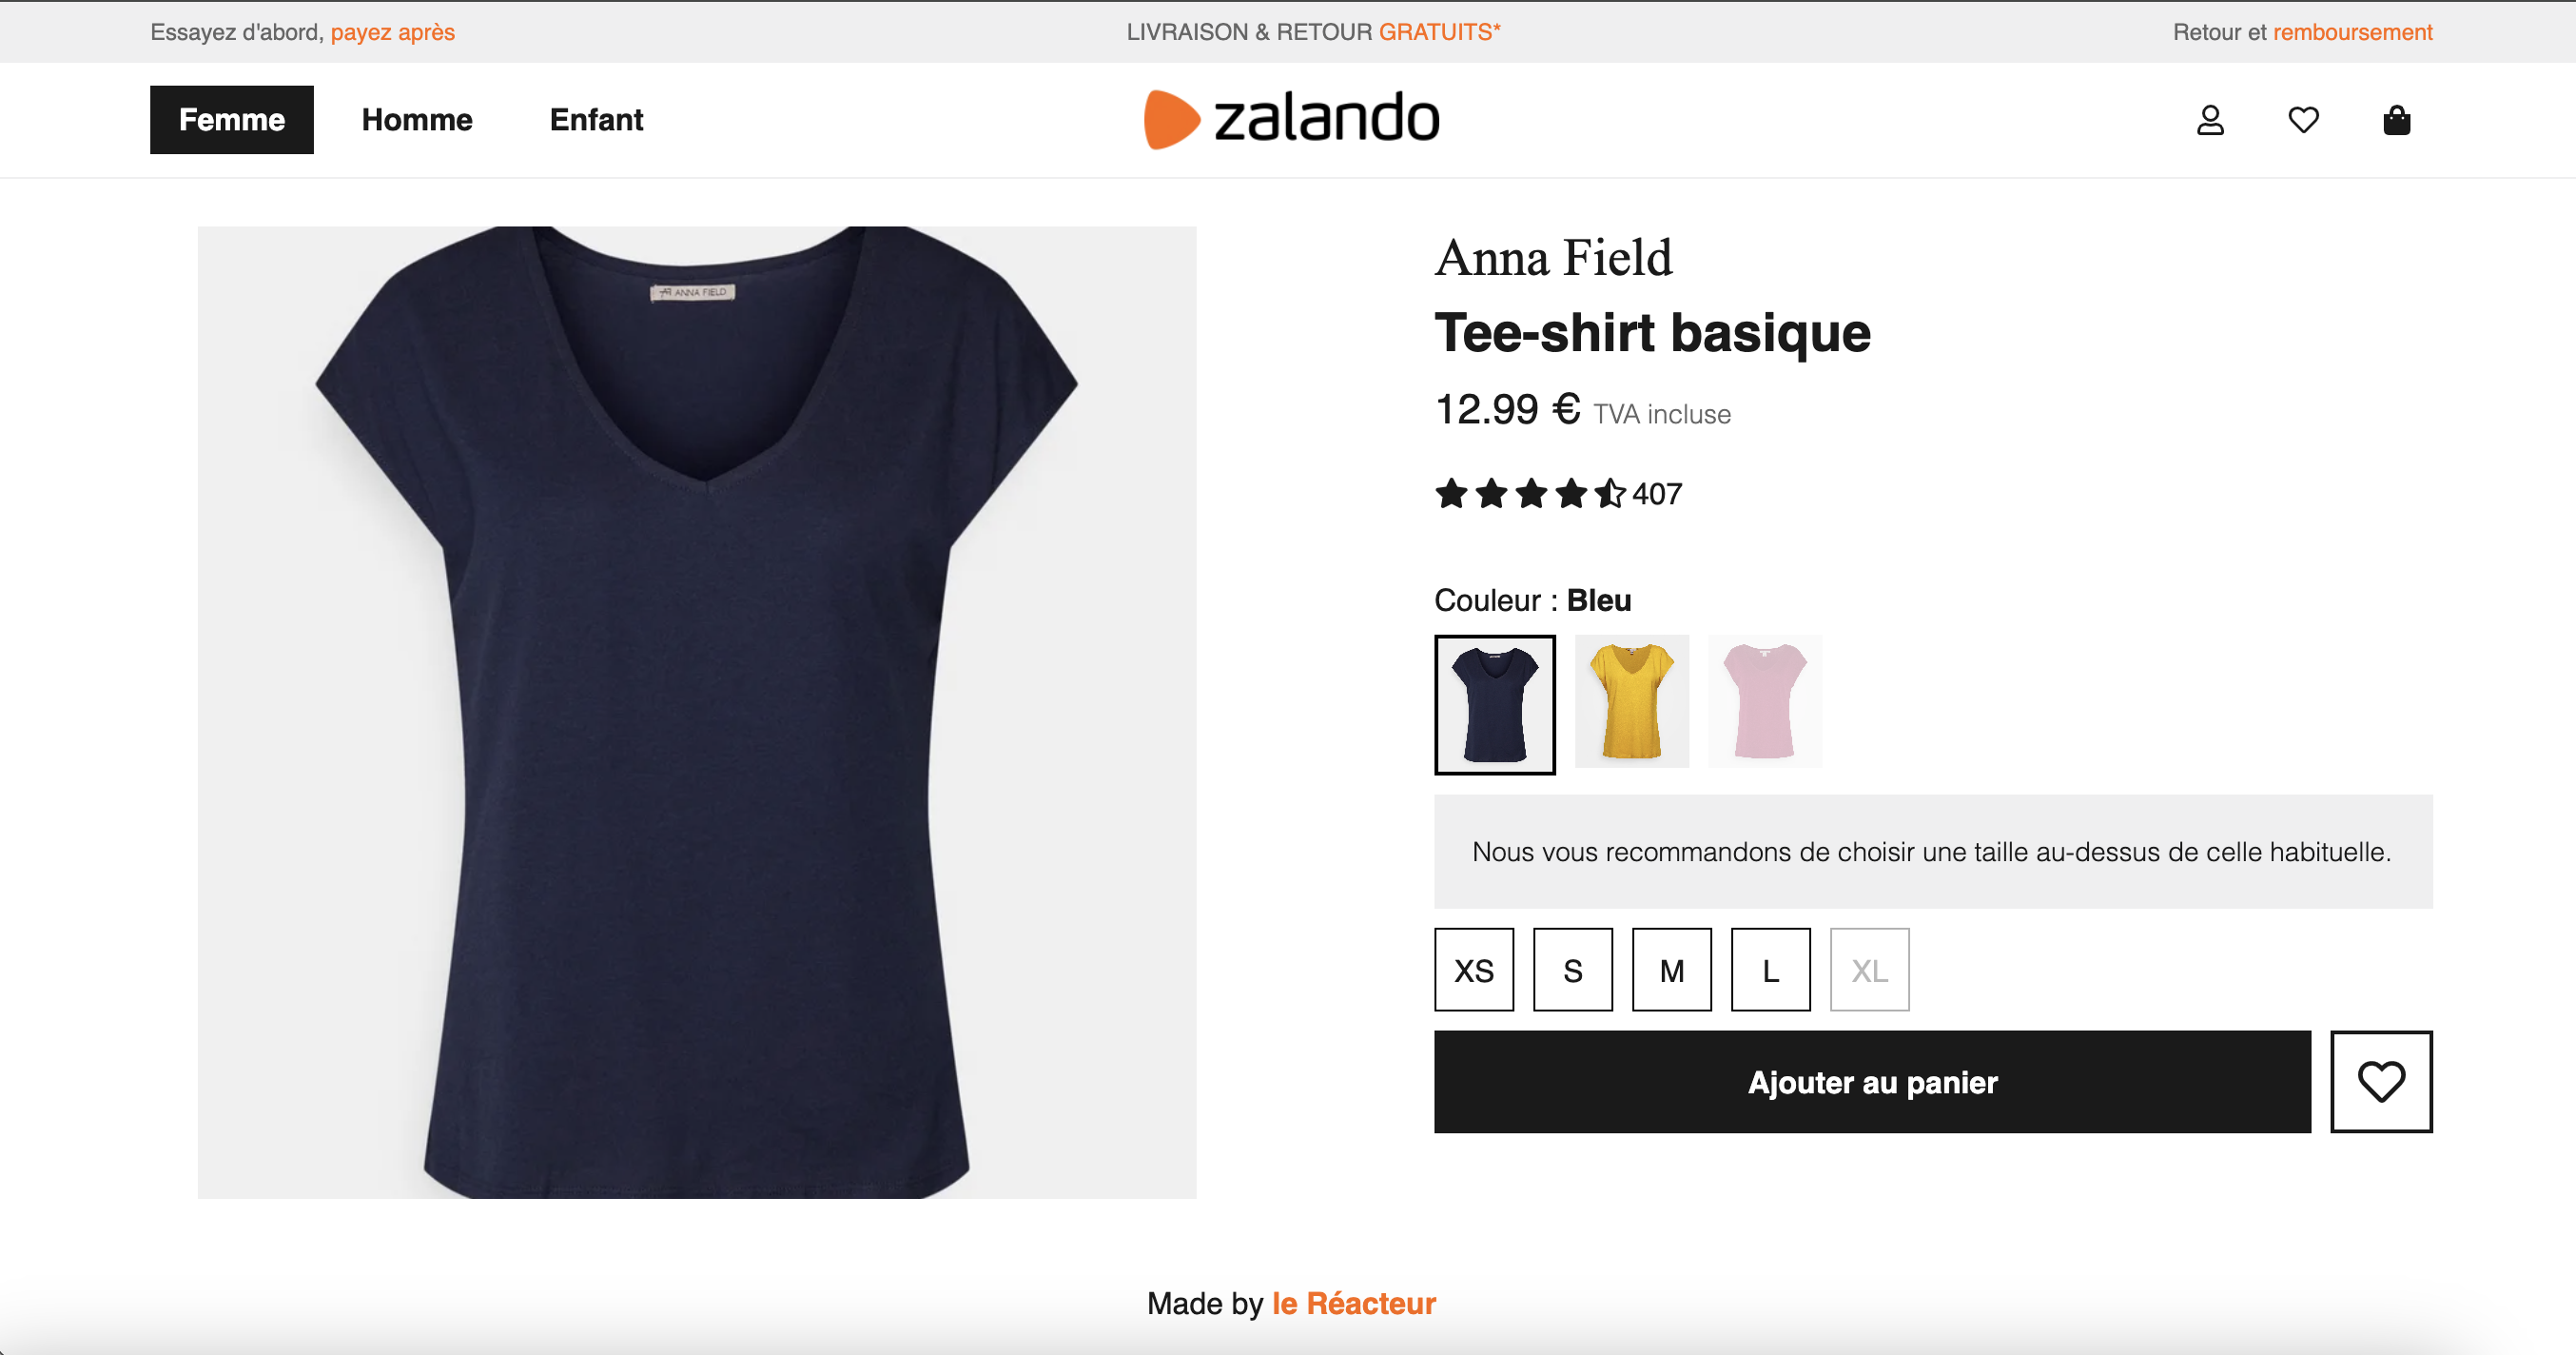 Essayez d'abord, payez après
LIVRAISON & RETOUR GRATUITS*
Retour et remboursement
Femme
Homme
Enfant
zalando
ANNA FIELD
Anna Field
Tee-shirt basique
12.99 € TVA incluse
407
Couleur : Bleu
Nous vous recommandons de choisir une taille au-dessus de celle habituelle.
XS
S
M
L
XL
Ajouter au panier
Made by le Réacteur